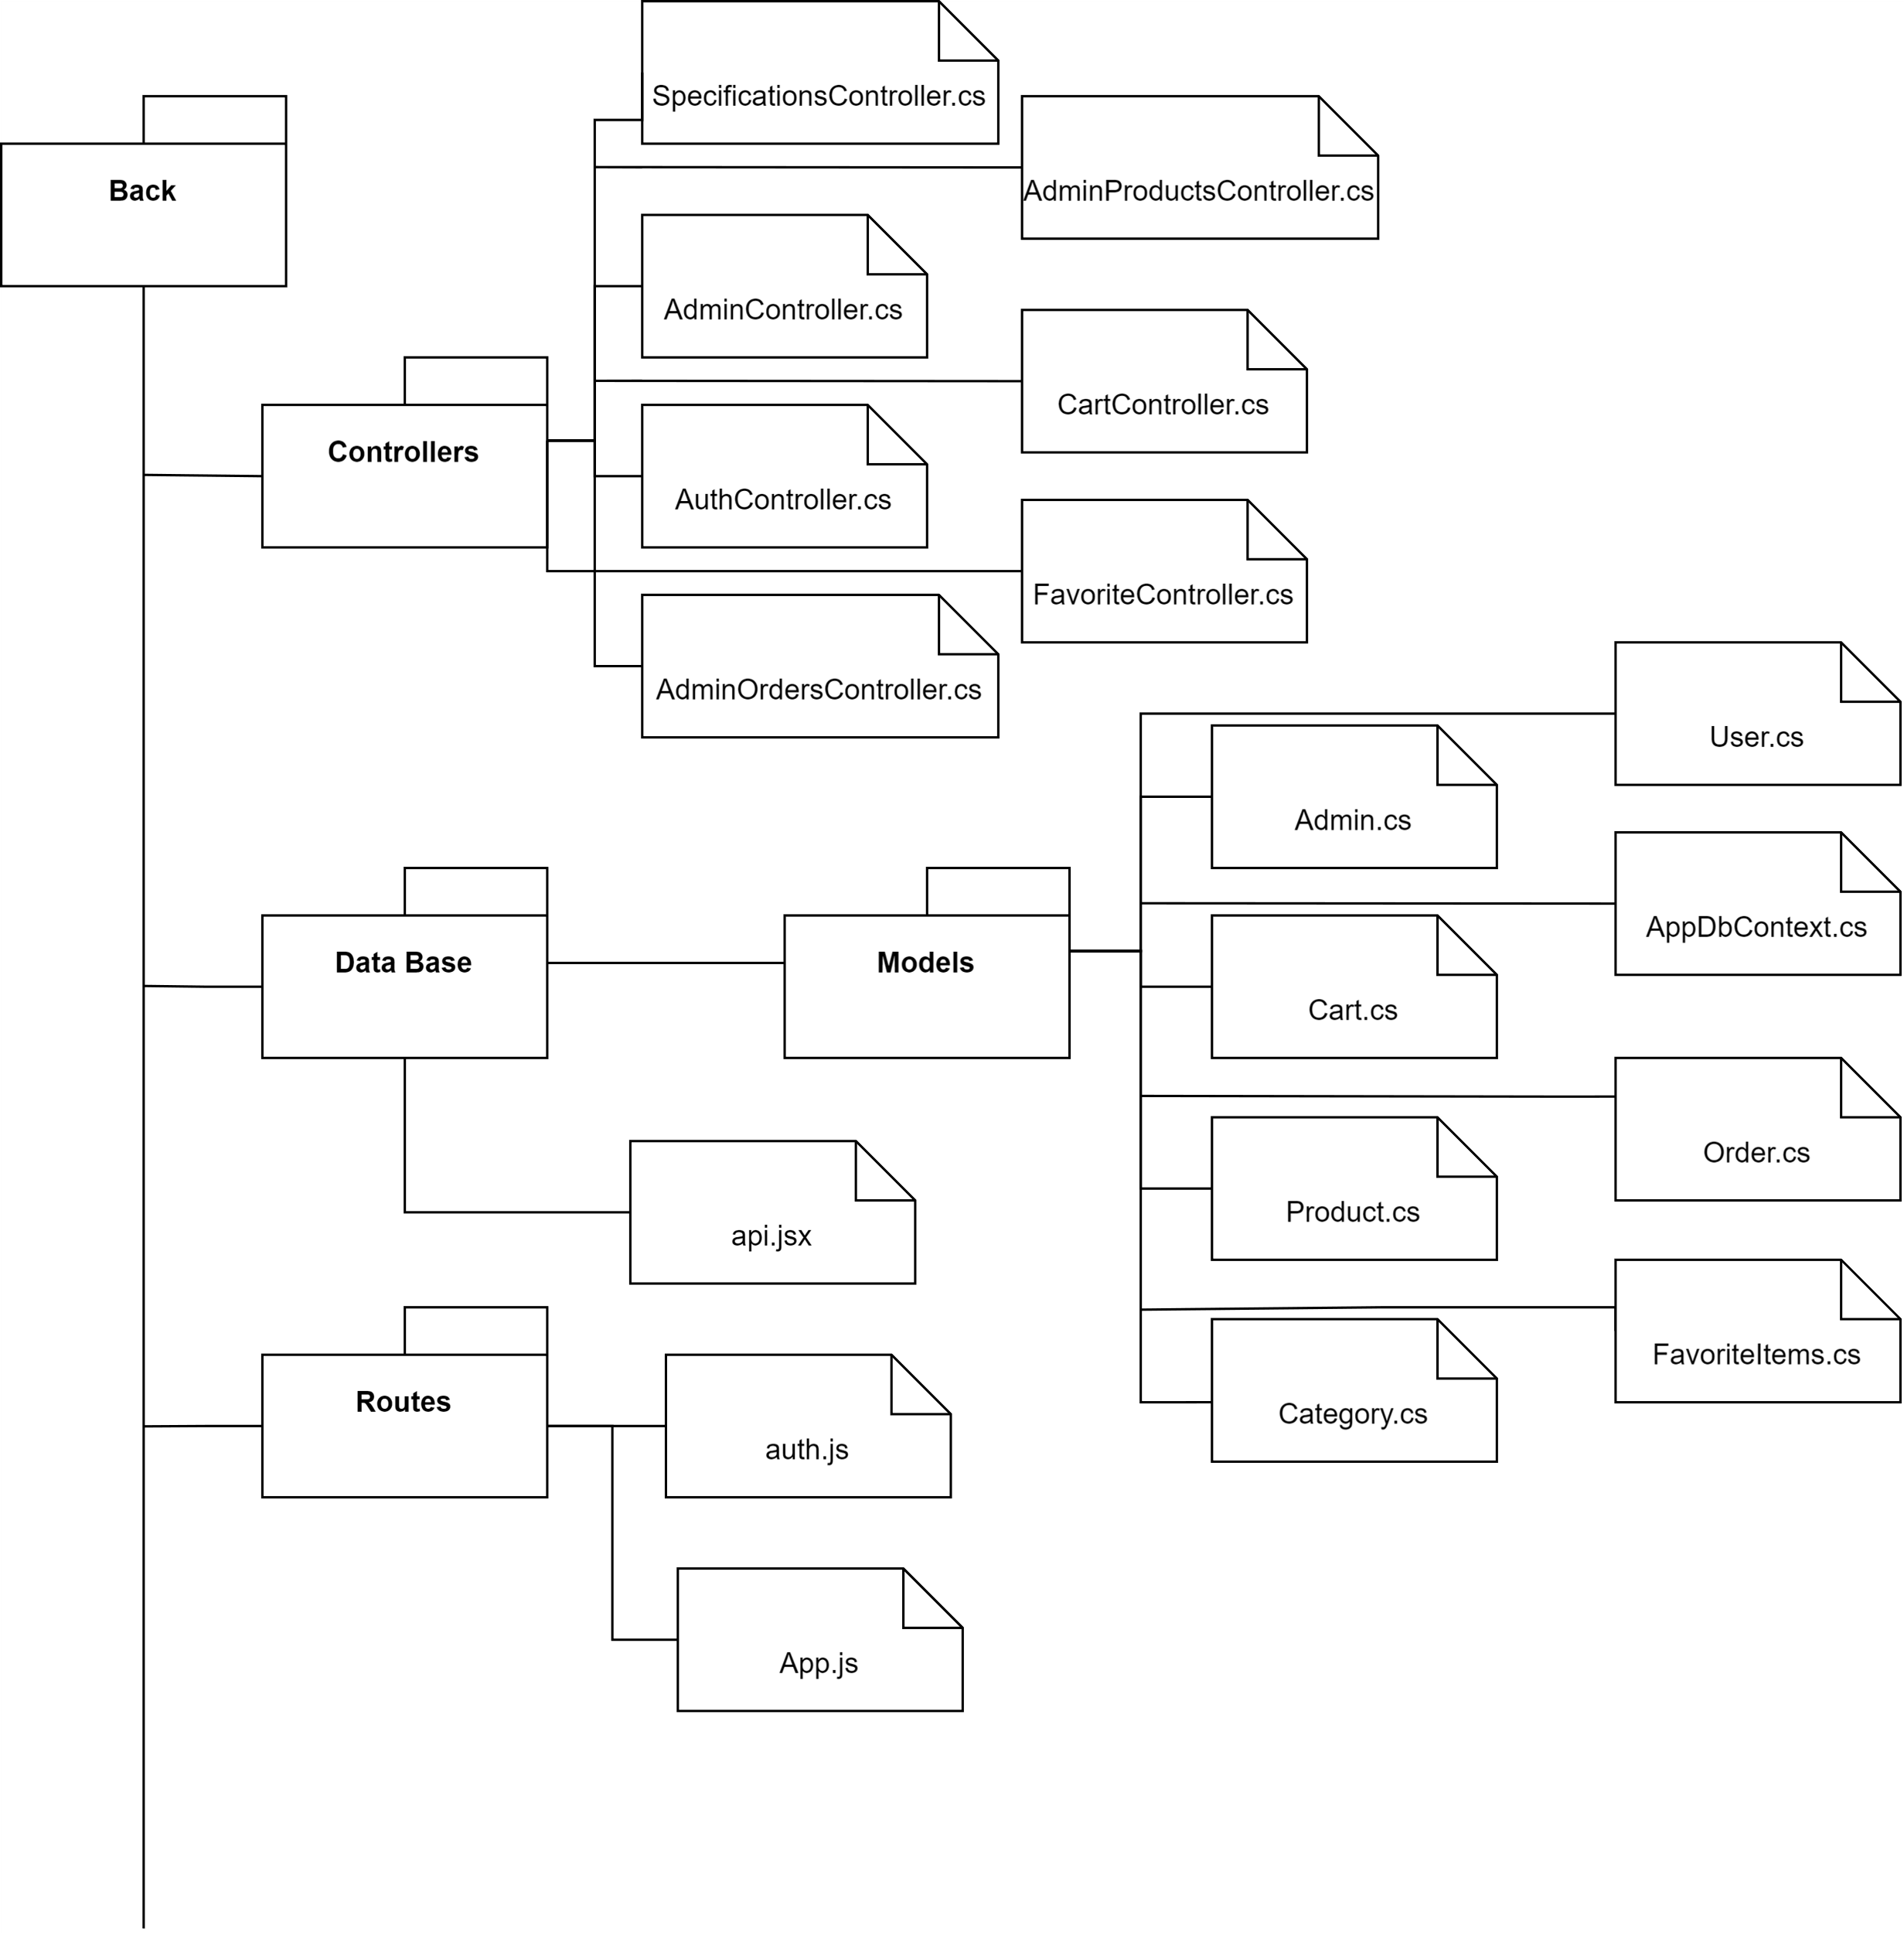 SpecificationsController.cs
Back
AdminProductsController.cs
AdminController.cs
CartController.cs
Controllers
AuthController.cs
FavoriteController.cs
AdminOrdersController.cs
User.cs
Admin.cs
AppDbContext.cs
Data Base
Models
Cart.cs
Order.cs
Product.cs
api.jsx
FavoriteItems.cs
Routes
Category.cs
auth.js
App.js